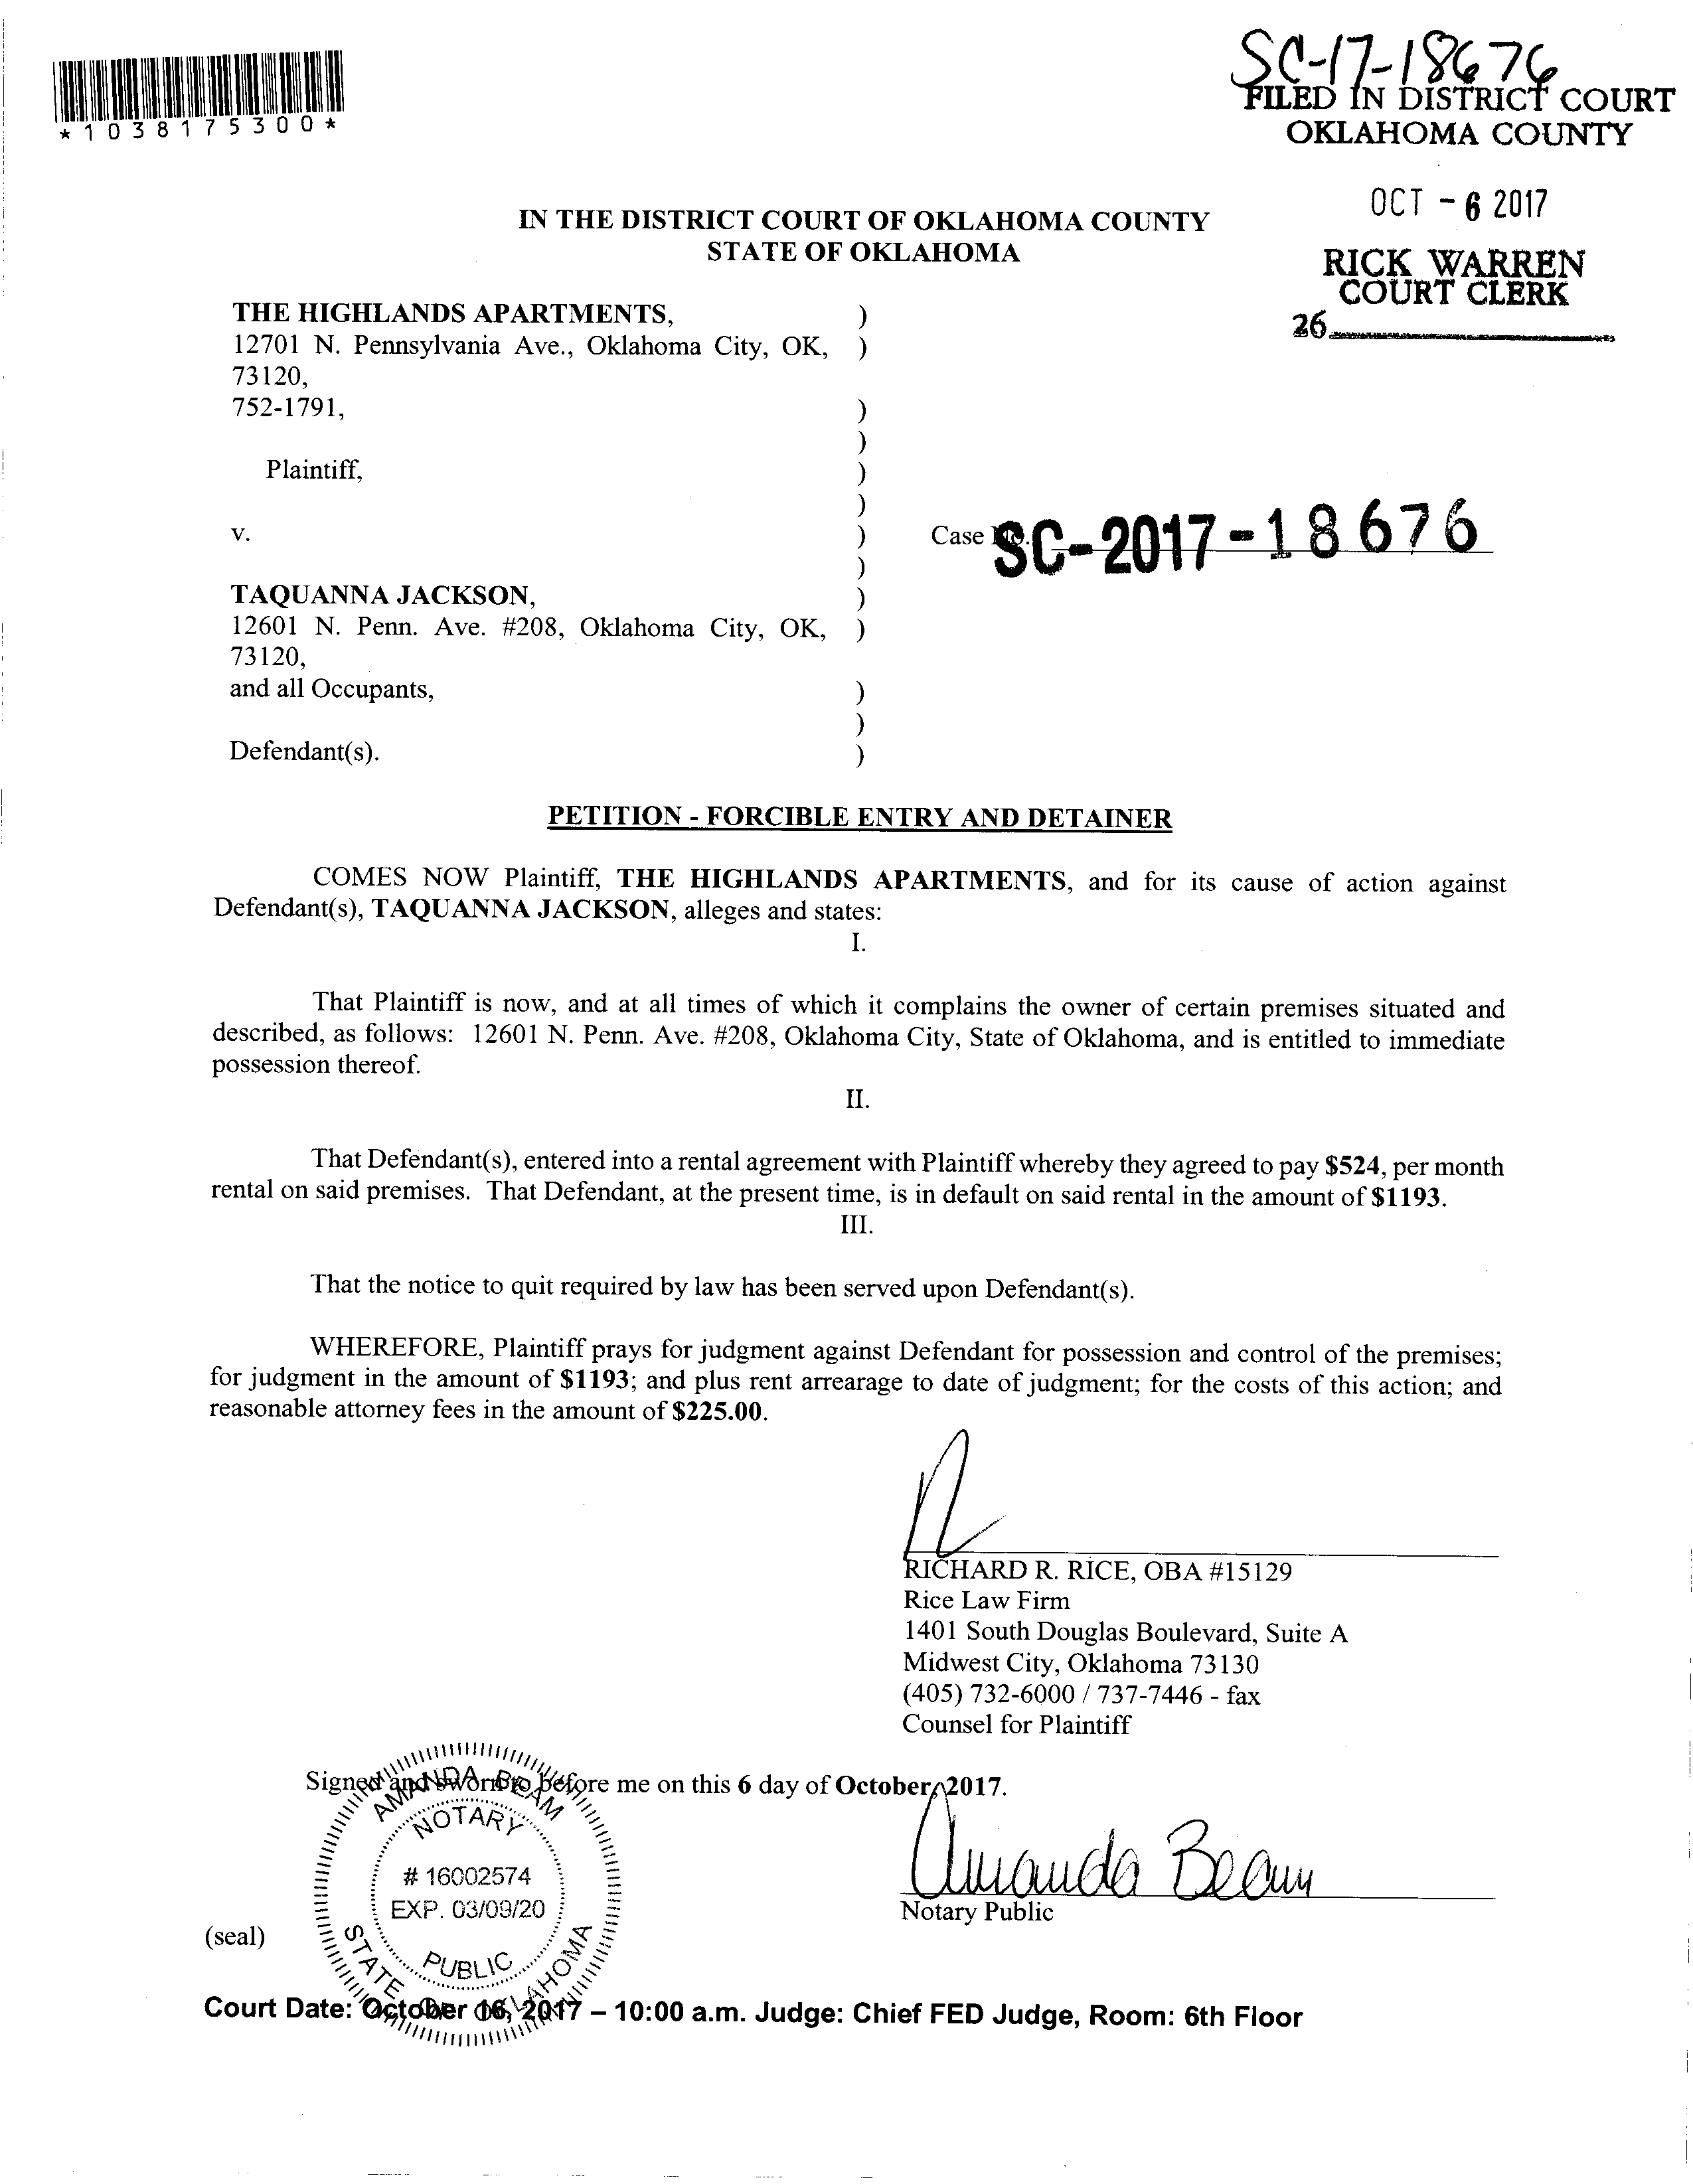 SC-17-18676
FILED IN DISTRICT COURT
OKLAHOMA COUNTY
*1038175300*
OCT - 6 2017
RICK WARREN
COURT CLERK
26
IN THE DISTRICT COURT OF OKLAHOMA COUNTY
STATE OF OKLAHOMA
THE HIGHLANDS APARTMENTS, )
12701 N. Pennsylvania Ave., Oklahoma City, OK, )
73120,
752-1791, )
)
Plaintiff, )
)
v. ) Case No. SC-2017-18676
)
TAQUANNA JACKSON, )
12601 N. Penn. Ave. #208, Oklahoma City, OK, )
73120,
and all Occupants, )
)
Defendant(s). )
PETITION - FORCIBLE ENTRY AND DETAINER
COMES NOW Plaintiff, THE HIGHLANDS APARTMENTS, and for its cause of action against
Defendant(s), TAQUANNA JACKSON, alleges and states:
I.
That Plaintiff is now, and at all times of which it complains the owner of certain premises situated and
described, as follows: 12601 N. Penn. Ave. #208, Oklahoma City, State of Oklahoma, and is entitled to immediate
possession thereof.
II.
That Defendant(s), entered into a rental agreement with Plaintiff whereby they agreed to pay $524, per month
rental on said premises. That Defendant, at the present time, is in default on said rental in the amount of $1193.
III.
That the notice to quit required by law has been served upon Defendant(s).
WHEREFORE, Plaintiff prays for judgment against Defendant for possession and control of the premises;
for judgment in the amount of $1193; and plus rent arrearage to date of judgment; for the costs of this action; and
reasonable attorney fees in the amount of $225.00.
RICHARD R. RICE, OBA #15129
Rice Law Firm
1401 South Douglas Boulevard, Suite A
Midwest City, Oklahoma 73130
(405) 732-6000 / 737-7446 - fax
Counsel for Plaintiff
Signed and sworn to before me on this 6 day of October, 2017.
AMANDA BEAM
NOTARY
# 16002574
EXP. 03/09/20
PUBLIC
STATE OF OKLAHOMA
Amanda Beam
Notary Public
(seal)
Court Date: October 16, 2017 – 10:00 a.m. Judge: Chief FED Judge, Room: 6th Floor